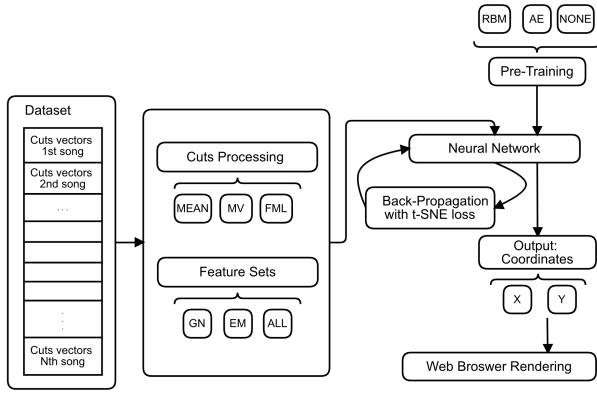 RBM AE NONE
Pre-Training
Dataset
Cuts vectors
1st song
Cuts vectors
2nd song
...
.
.
.
Cuts vectors
Nth song
Cuts Processing
MEAN MV FML
Feature Sets
GN EM ALL
Neural Network
Back-Propagation
with t-SNE loss
Output:
Coordinates
X Y
Web Broswer Rendering